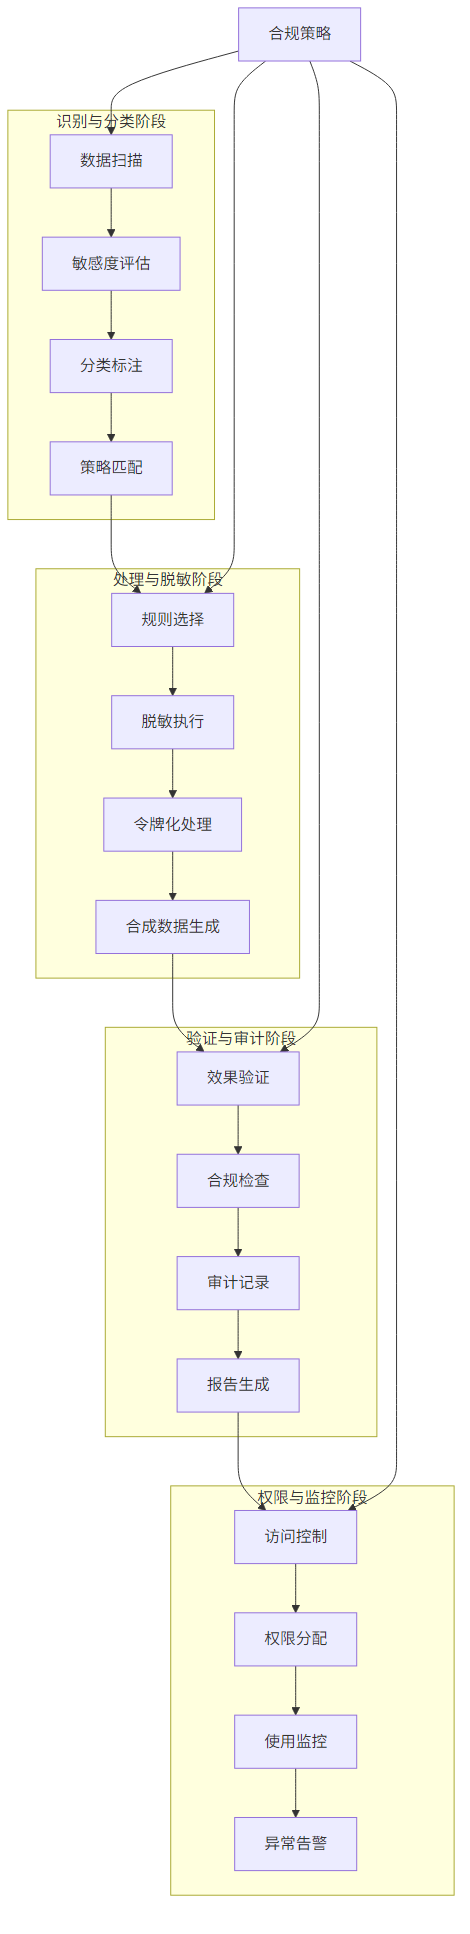 合规策略
识别与分类阶段
数据扫描
敏感度评估
分类标注
策略匹配
处理与脱敏阶段
规则选择
脱敏执行
令牌化处理
合成数据生成
验证与审计阶段
效果验证
合规检查
审计记录
报告生成
权限与监控阶段
访问控制
权限分配
使用监控
异常告警